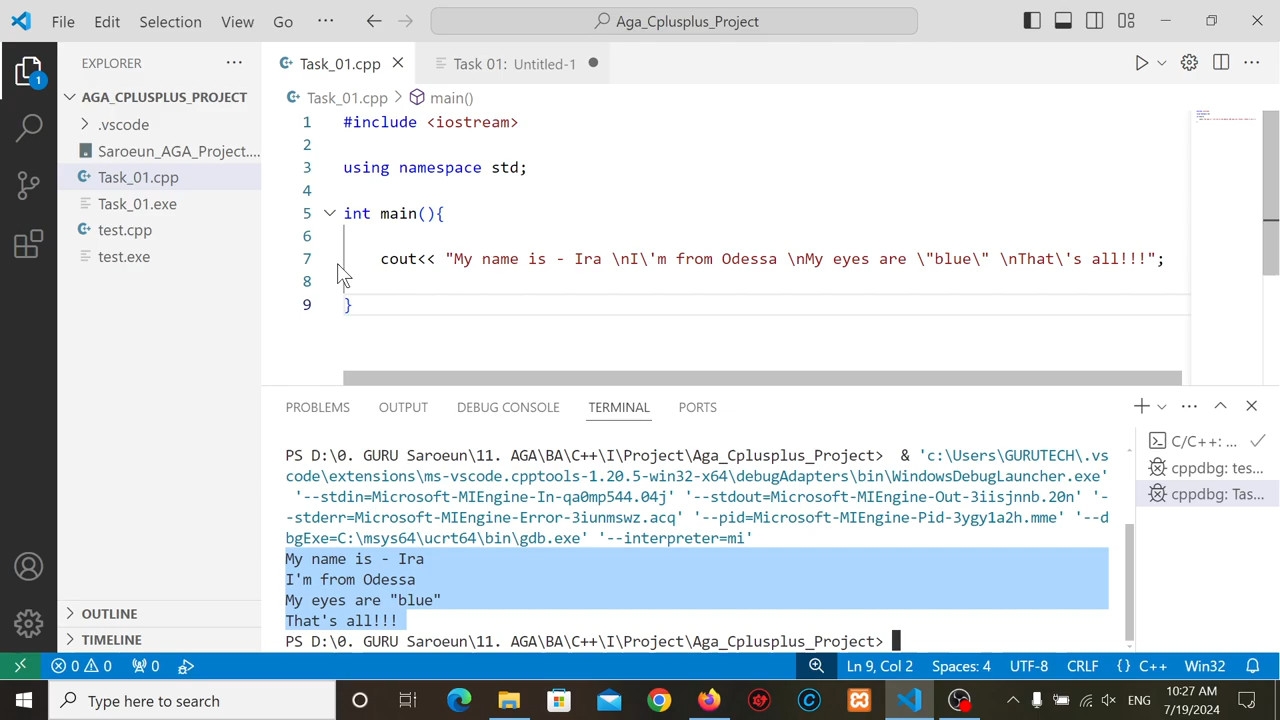 File Edit Selection View Go ··· Aga_Cplusplus_Project
EXPLORER ···
AGA_CPLUSPLUS_PROJECT
.vscode
Saroeun_AGA_Project....
Task_01.cpp
Task_01.exe
test.cpp
test.exe
OUTLINE
TIMELINE
1
Task_01.cpp
Task 01: Untitled-1
Task_01.cpp > main()
1 #include <iostream>
2
3 using namespace std;
4
5 int main(){
6
7 cout<< "My name is - Ira \nI\'m from Odessa \nMy eyes are \"blue\" \nThat\'s all!!!";
8
9 }
PROBLEMS OUTPUT DEBUG CONSOLE TERMINAL PORTS
PS D:\0. GURU Saroeun\11. AGA\BA\C++\I\Project\Aga_Cplusplus_Project> & 'c:\Users\GURUTECH\.vs
code\extensions\ms-vscode.cpptools-1.20.5-win32-x64\debugAdapters\bin\WindowsDebugLauncher.exe'
'--stdin=Microsoft-MIEngine-In-qa0mp544.04j' '--stdout=Microsoft-MIEngine-Out-3iisjnnb.20n' '-
-stderr=Microsoft-MIEngine-Error-3iunmswz.acq' '--pid=Microsoft-MIEngine-Pid-3ygy1a2h.mme' '--d
bgExe=C:\msys64\ucrt64\bin\gdb.exe' '--interpreter=mi'
My name is - Ira
I'm from Odessa
My eyes are "blue"
That's all!!!
PS D:\0. GURU Saroeun\11. AGA\BA\C++\I\Project\Aga_Cplusplus_Project>
C/C++: ...
cppdbg: tes...
cppdbg: Tas...
0 0 0 Ln 9, Col 2 Spaces: 4 UTF-8 CRLF {} C++ Win32
Type here to search
ENG
10:27 AM
7/19/2024